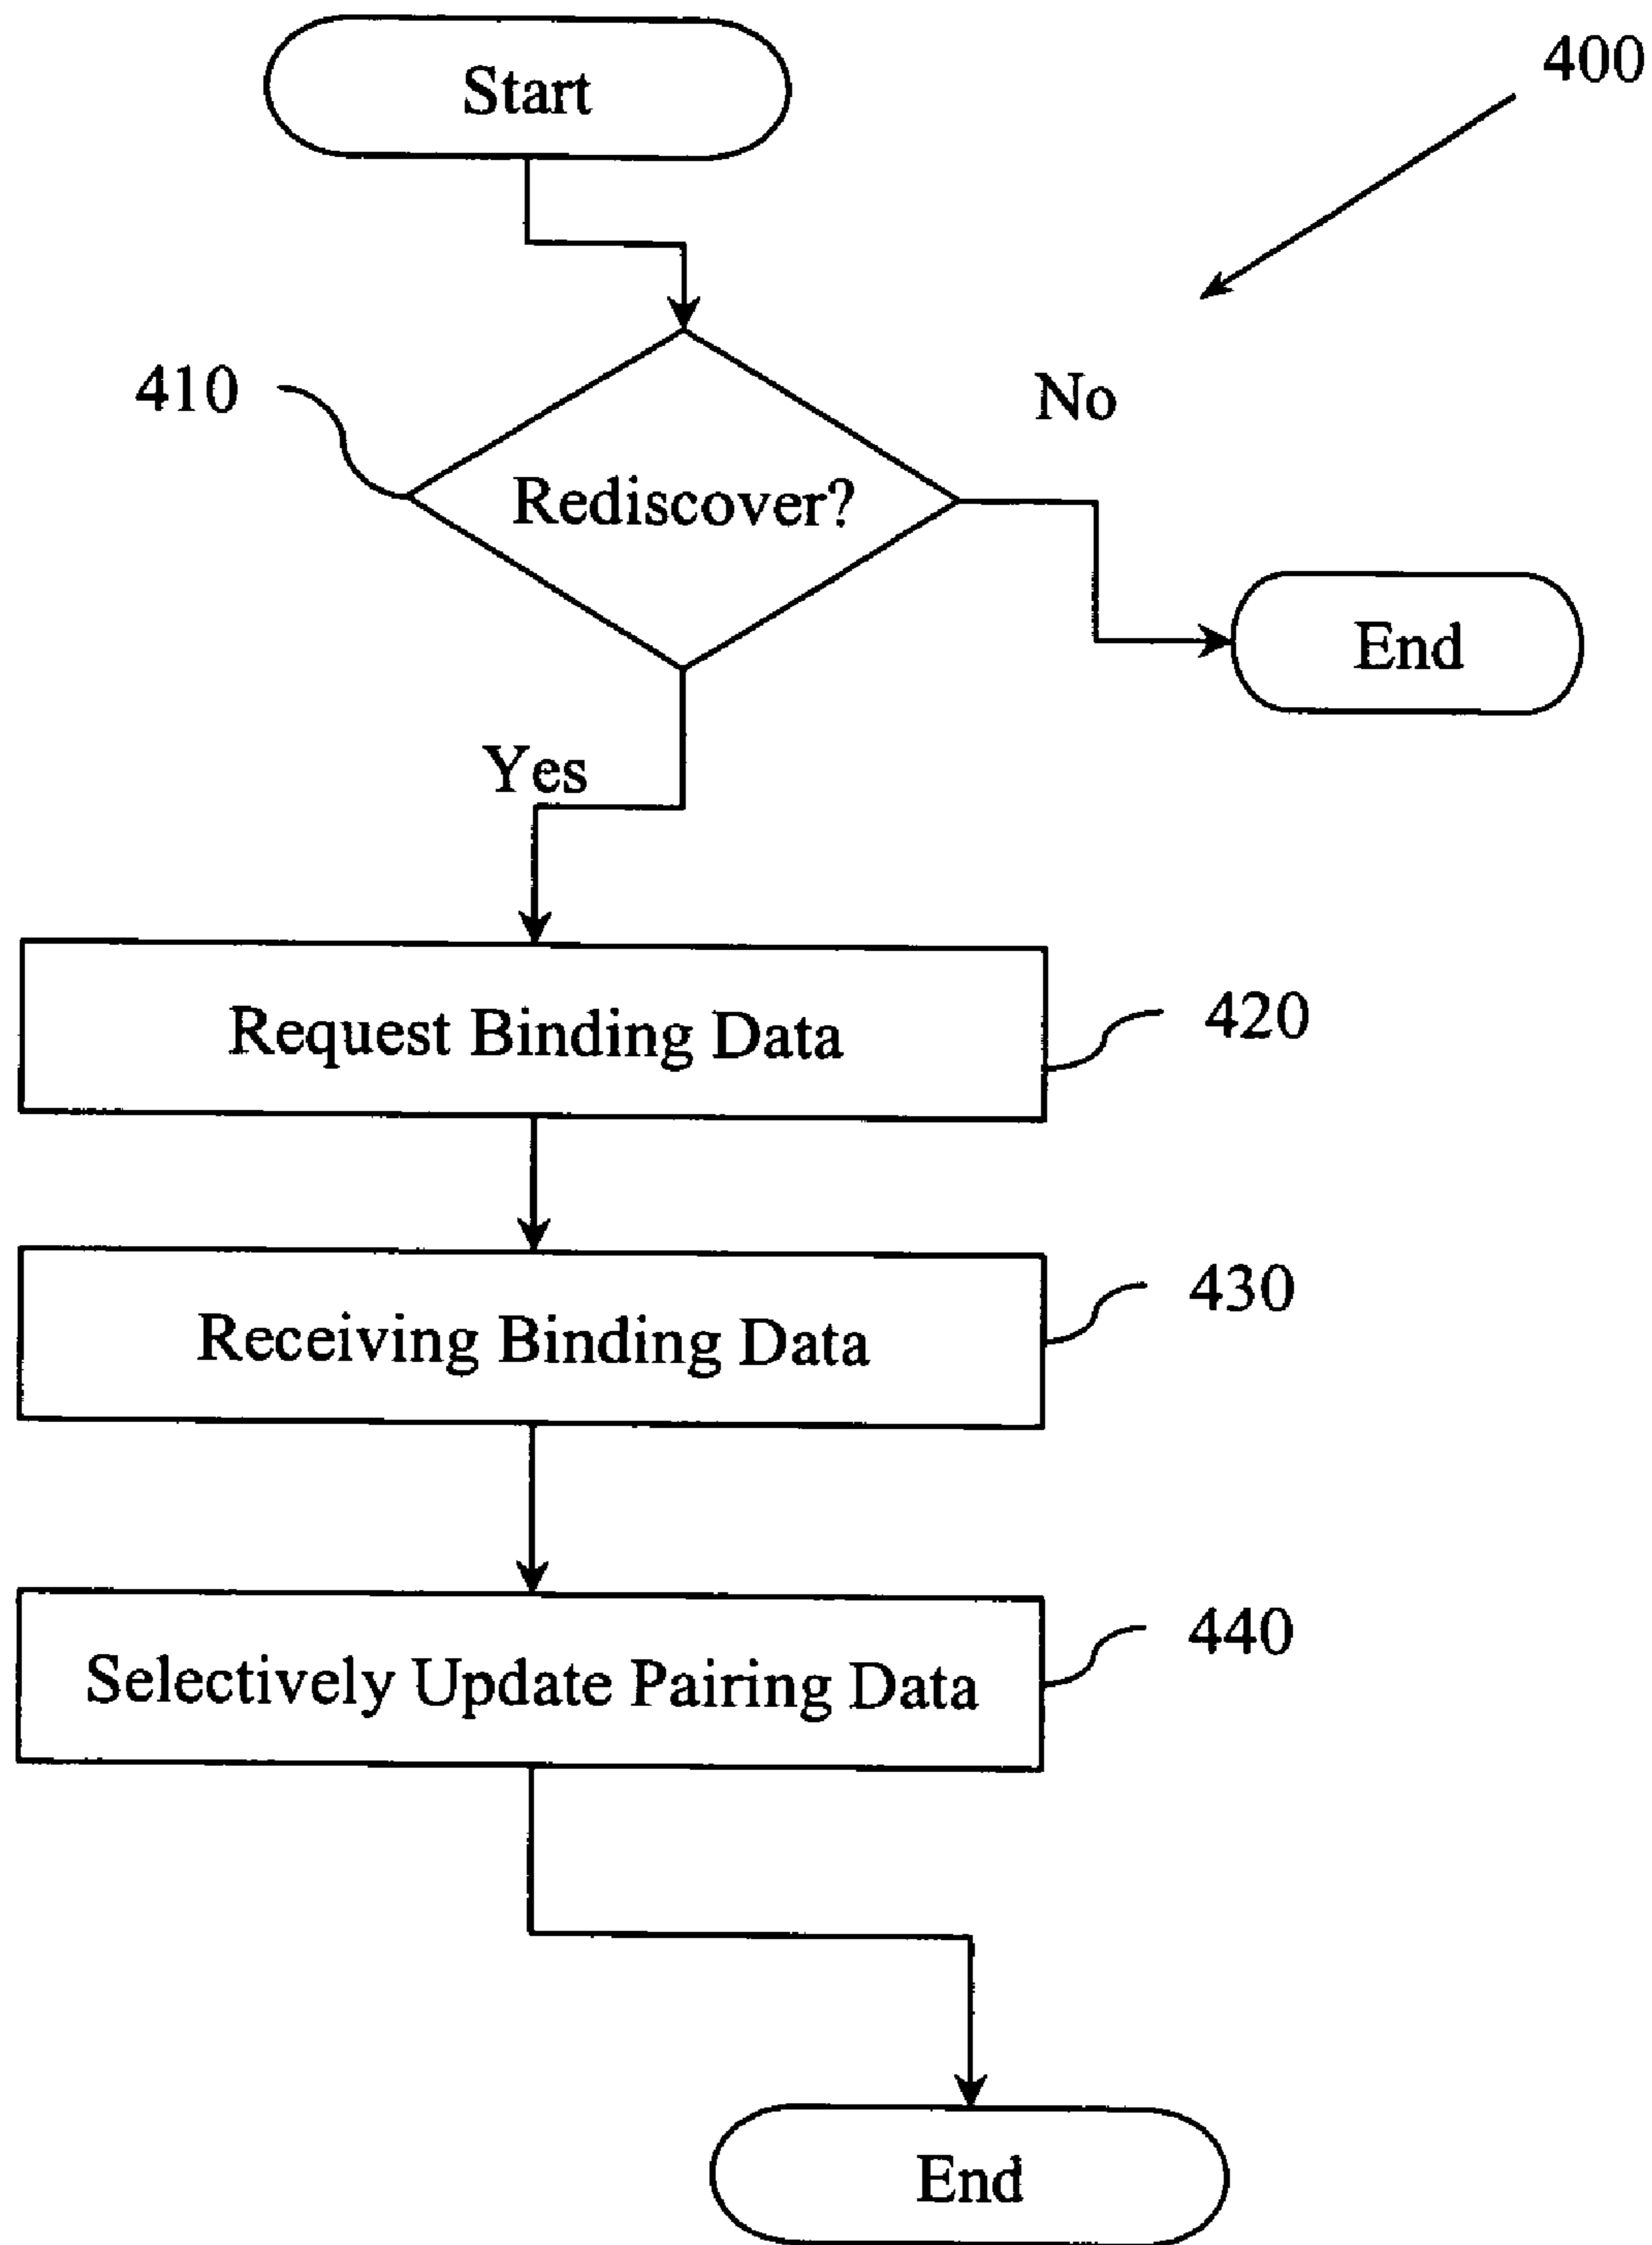 Start
400
410
Rediscover?
No
End
Yes
Request Binding Data
420
Receiving Binding Data
430
Selectively Update Pairing Data
440
End